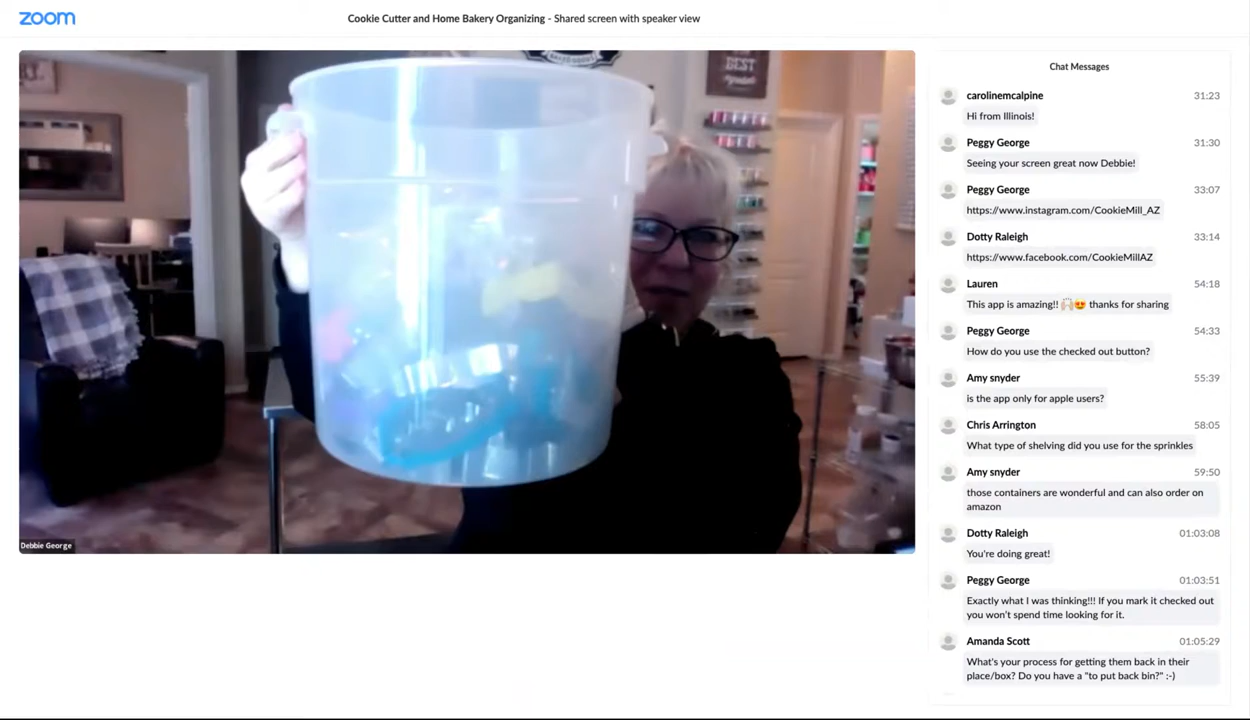 zoom
Cookie Cutter and Home Bakery Organizing - Shared screen with speaker view
BEST
Debbie George
Chat Messages
carolinemcalpine 31:23
Hi from Illinois!
Peggy George 31:30
Seeing your screen great now Debbie!
Peggy George 33:07
https://www.instagram.com/CookieMill_AZ
Dotty Raleigh 33:14
https://www.facebook.com/CookieMillAZ
Lauren 54:18
This app is amazing!! 🙌🏻😍 thanks for sharing
Peggy George 54:33
How do you use the checked out button?
Amy snyder 55:39
is the app only for apple users?
Chris Arrington 58:05
What type of shelving did you use for the sprinkles
Amy snyder 59:50
those containers are wonderful and can also order on
amazon
Dotty Raleigh 01:03:08
You're doing great!
Peggy George 01:03:51
Exactly what I was thinking!!! If you mark it checked out
you won't spend time looking for it.
Amanda Scott 01:05:29
What's your process for getting them back in their
place/box? Do you have a "to put back bin?" :-)